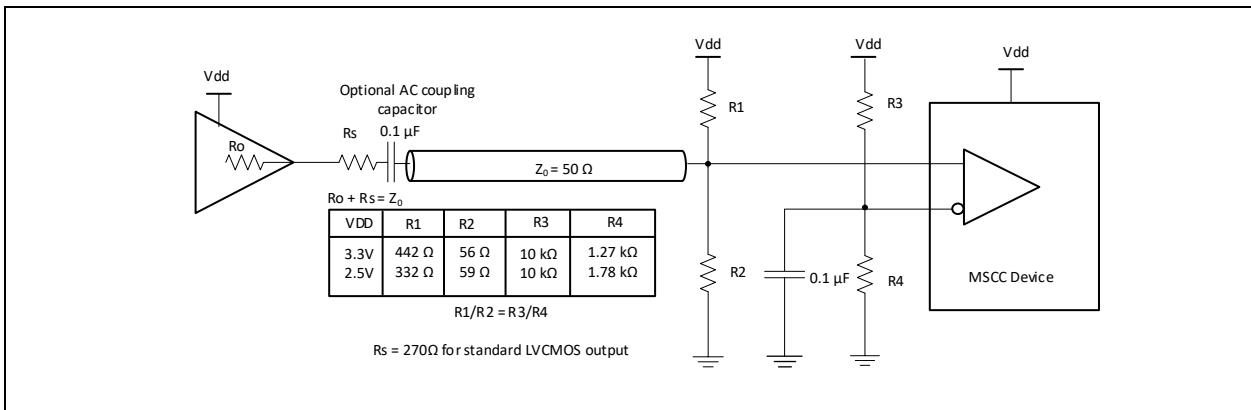 Vdd
Vdd
Vdd
Vdd
Optional AC coupling
capacitor
R1
R3
Ro
Rs
0.1 µF
Z0 = 50 Ω
Ro + Rs = Z0
VDD R1 R2 R3 R4
3.3V 442 Ω 56 Ω 10 kΩ 1.27 kΩ
2.5V 332 Ω 59 Ω 10 kΩ 1.78 kΩ
R2
0.1 µF
R4
MSCC Device
R1/R2 = R3/R4
Rs = 270Ω for standard LVCMOS output